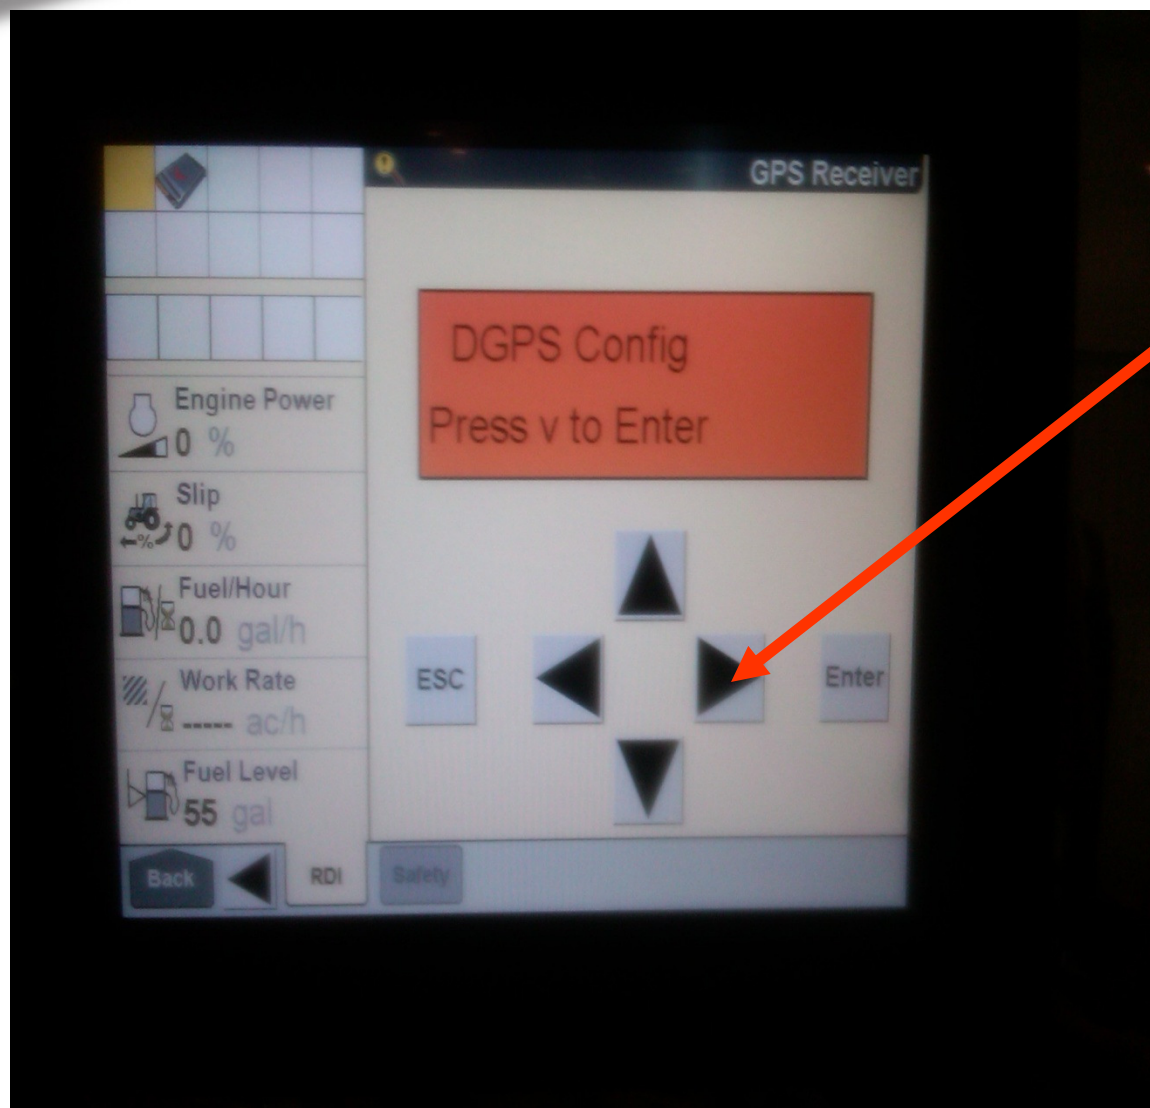 GPS Receiver
DGPS Config
Press v to Enter
Engine Power
0 %
Slip
%
0 %
Fuel/Hour
0.0 gal/h
Work Rate
----- ac/h
Fuel Level
55 gal
ESC
Enter
Back
RDI
Safety